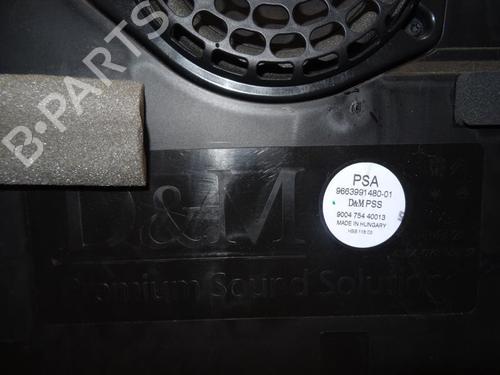 B-PARTS
PSA
9663991480-01
D&M PSS
9004 754 40013
MADE IN HUNGARY
D&M
Premium Sound Solutions